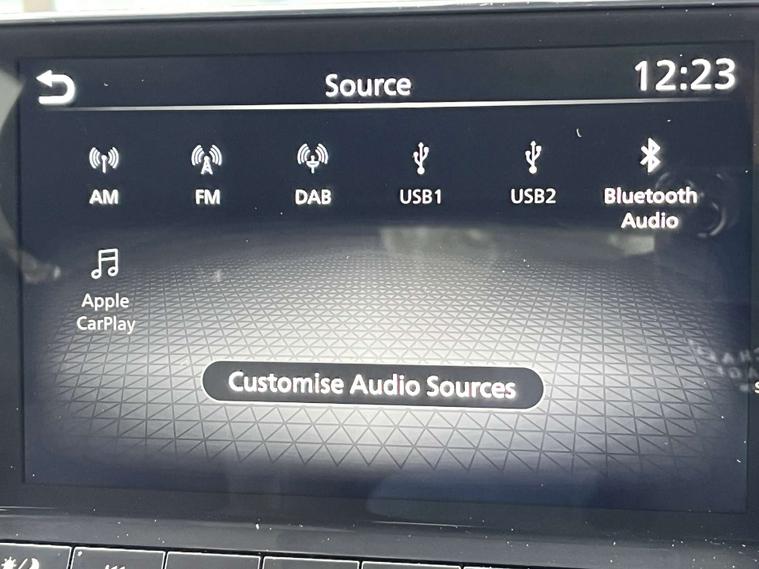 Source
12:23
AM
FM
DAB
USB1
USB2
Bluetooth
Audio
Apple
CarPlay
Customise Audio Sources